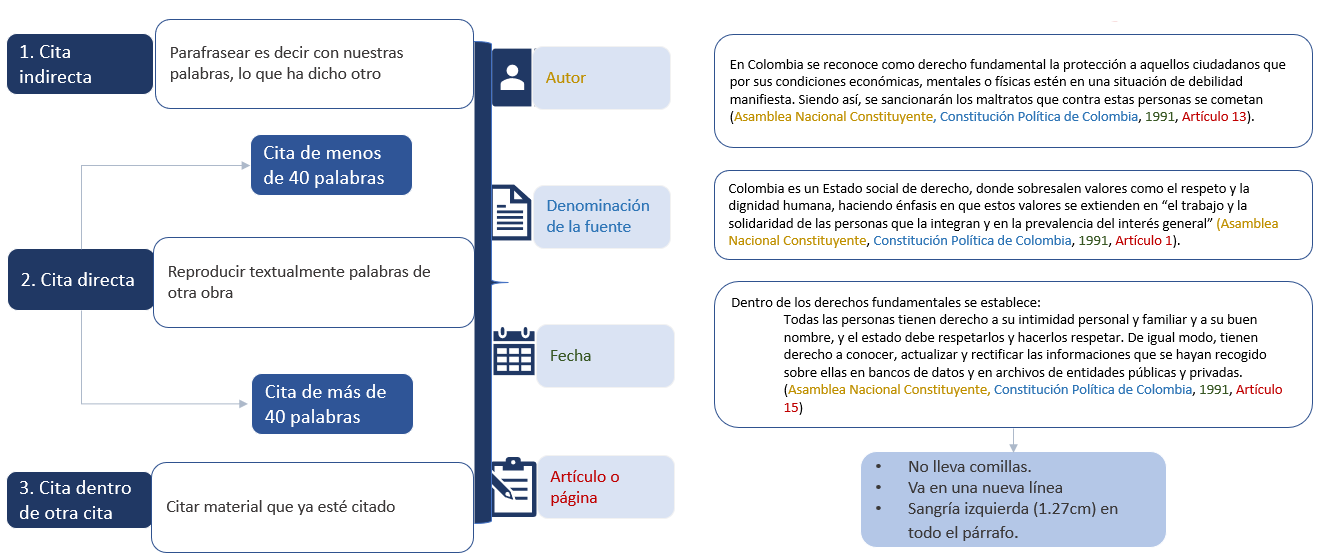 1. Cita
indirecta
Parafrasear es decir con nuestras
palabras, lo que ha dicho otro
Cita de menos
de 40 palabras
2. Cita directa
Reproducir textualmente palabras de
otra obra
Cita de más de
40 palabras
3. Cita dentro
de otra cita
Citar material que ya esté citado
Autor
Denominación
de la fuente
Fecha
Artículo o
página
En Colombia se reconoce como derecho fundamental la protección a aquellos ciudadanos que
por sus condiciones económicas, mentales o físicas estén en una situación de debilidad
manifiesta. Siendo así, se sancionarán los maltratos que contra estas personas se cometan
(Asamblea Nacional Constituyente, Constitución Política de Colombia, 1991, Artículo 13).
Colombia es un Estado social de derecho, donde sobresalen valores como el respeto y la
dignidad humana, haciendo énfasis en que estos valores se extienden en “el trabajo y la
solidaridad de las personas que la integran y en la prevalencia del interés general” (Asamblea
Nacional Constituyente, Constitución Política de Colombia, 1991, Artículo 1).
Dentro de los derechos fundamentales se establece:
Todas las personas tienen derecho a su intimidad personal y familiar y a su buen
nombre, y el estado debe respetarlos y hacerlos respetar. De igual modo, tienen
derecho a conocer, actualizar y rectificar las informaciones que se hayan recogido
sobre ellas en bancos de datos y en archivos de entidades públicas y privadas.
(Asamblea Nacional Constituyente, Constitución Política de Colombia, 1991, Artículo
15)
• No lleva comillas.
• Va en una nueva línea
• Sangría izquierda (1.27cm) en
todo el párrafo.